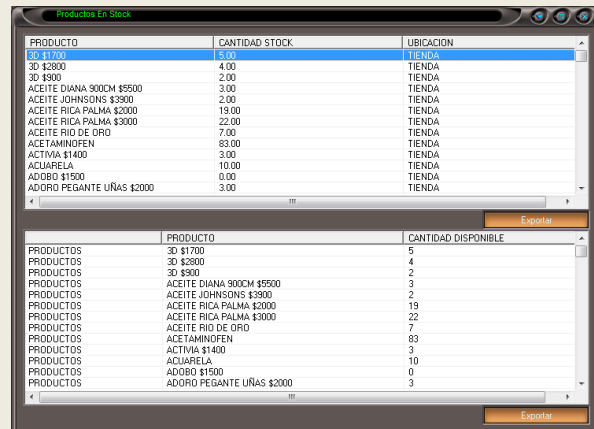 Productos En Stock
PRODUCTO CANTIDAD STOCK UBICACION
3D $1700 5.00 TIENDA
3D $2800 4.00 TIENDA
3D $900 2.00 TIENDA
ACEITE DIANA 900CM $5500 3.00 TIENDA
ACEITE JOHNSONS $3900 2.00 TIENDA
ACEITE RICA PALMA $2000 19.00 TIENDA
ACEITE RICA PALMA $3000 22.00 TIENDA
ACEITE RIO DE ORO 7.00 TIENDA
ACETAMINOFEN 83.00 TIENDA
ACTIVIA $1400 3.00 TIENDA
ACUARELA 10.00 TIENDA
ADOBO $1500 0.00 TIENDA
ADORO PEGANTE UÑAS $2000 3.00 TIENDA
Exportar
PRODUCTO CANTIDAD DISPONIBLE
PRODUCTOS 3D $1700 5
PRODUCTOS 3D $2800 4
PRODUCTOS 3D $900 2
PRODUCTOS ACEITE DIANA 900CM $5500 3
PRODUCTOS ACEITE JOHNSONS $3900 2
PRODUCTOS ACEITE RICA PALMA $2000 19
PRODUCTOS ACEITE RICA PALMA $3000 22
PRODUCTOS ACEITE RIO DE ORO 7
PRODUCTOS ACETAMINOFEN 83
PRODUCTOS ACTIVIA $1400 3
PRODUCTOS ACUARELA 10
PRODUCTOS ADOBO $1500 0
PRODUCTOS ADORO PEGANTE UÑAS $2000 3
Exportar